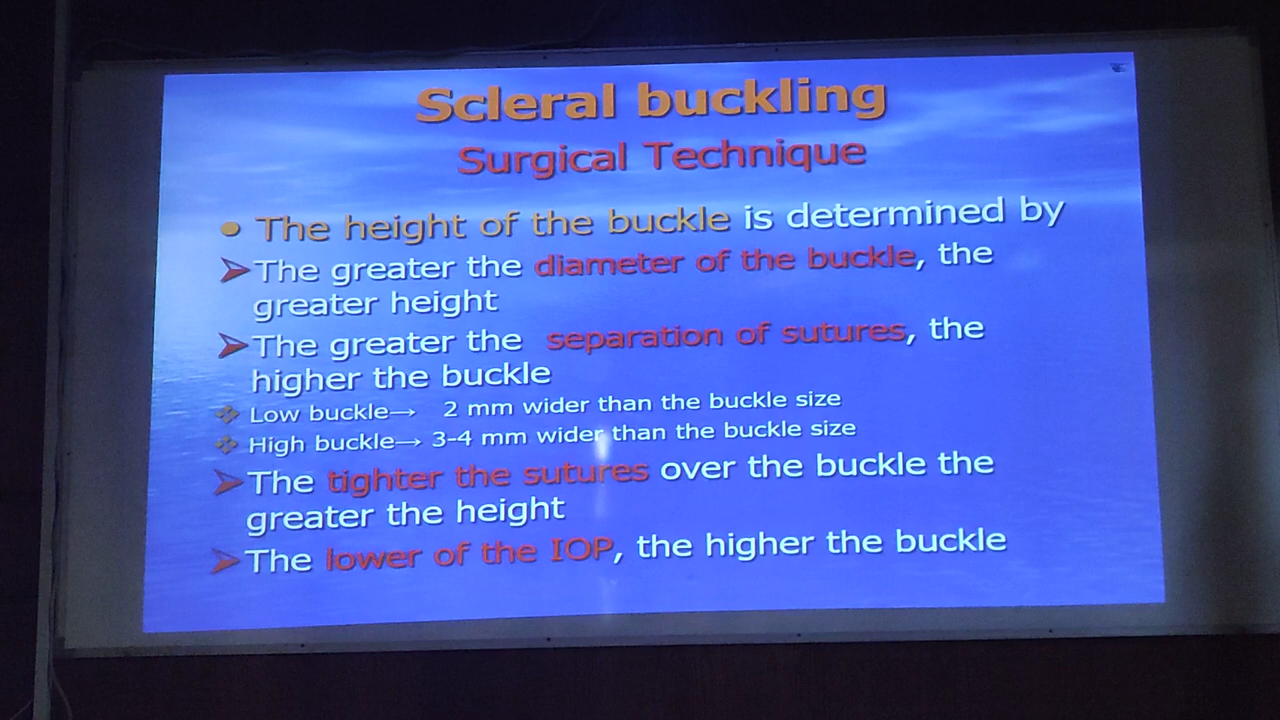 Scleral buckling
Surgical Technique
• The height of the buckle is determined by
➢The greater the diameter of the buckle, the
greater height
➢The greater the separation of sutures, the
higher the buckle
❖ Low buckle→ 2 mm wider than the buckle size
❖ High buckle→ 3-4 mm wider than the buckle size
➢The tighter the sutures over the buckle the
greater the height
➢The lower of the IOP, the higher the buckle